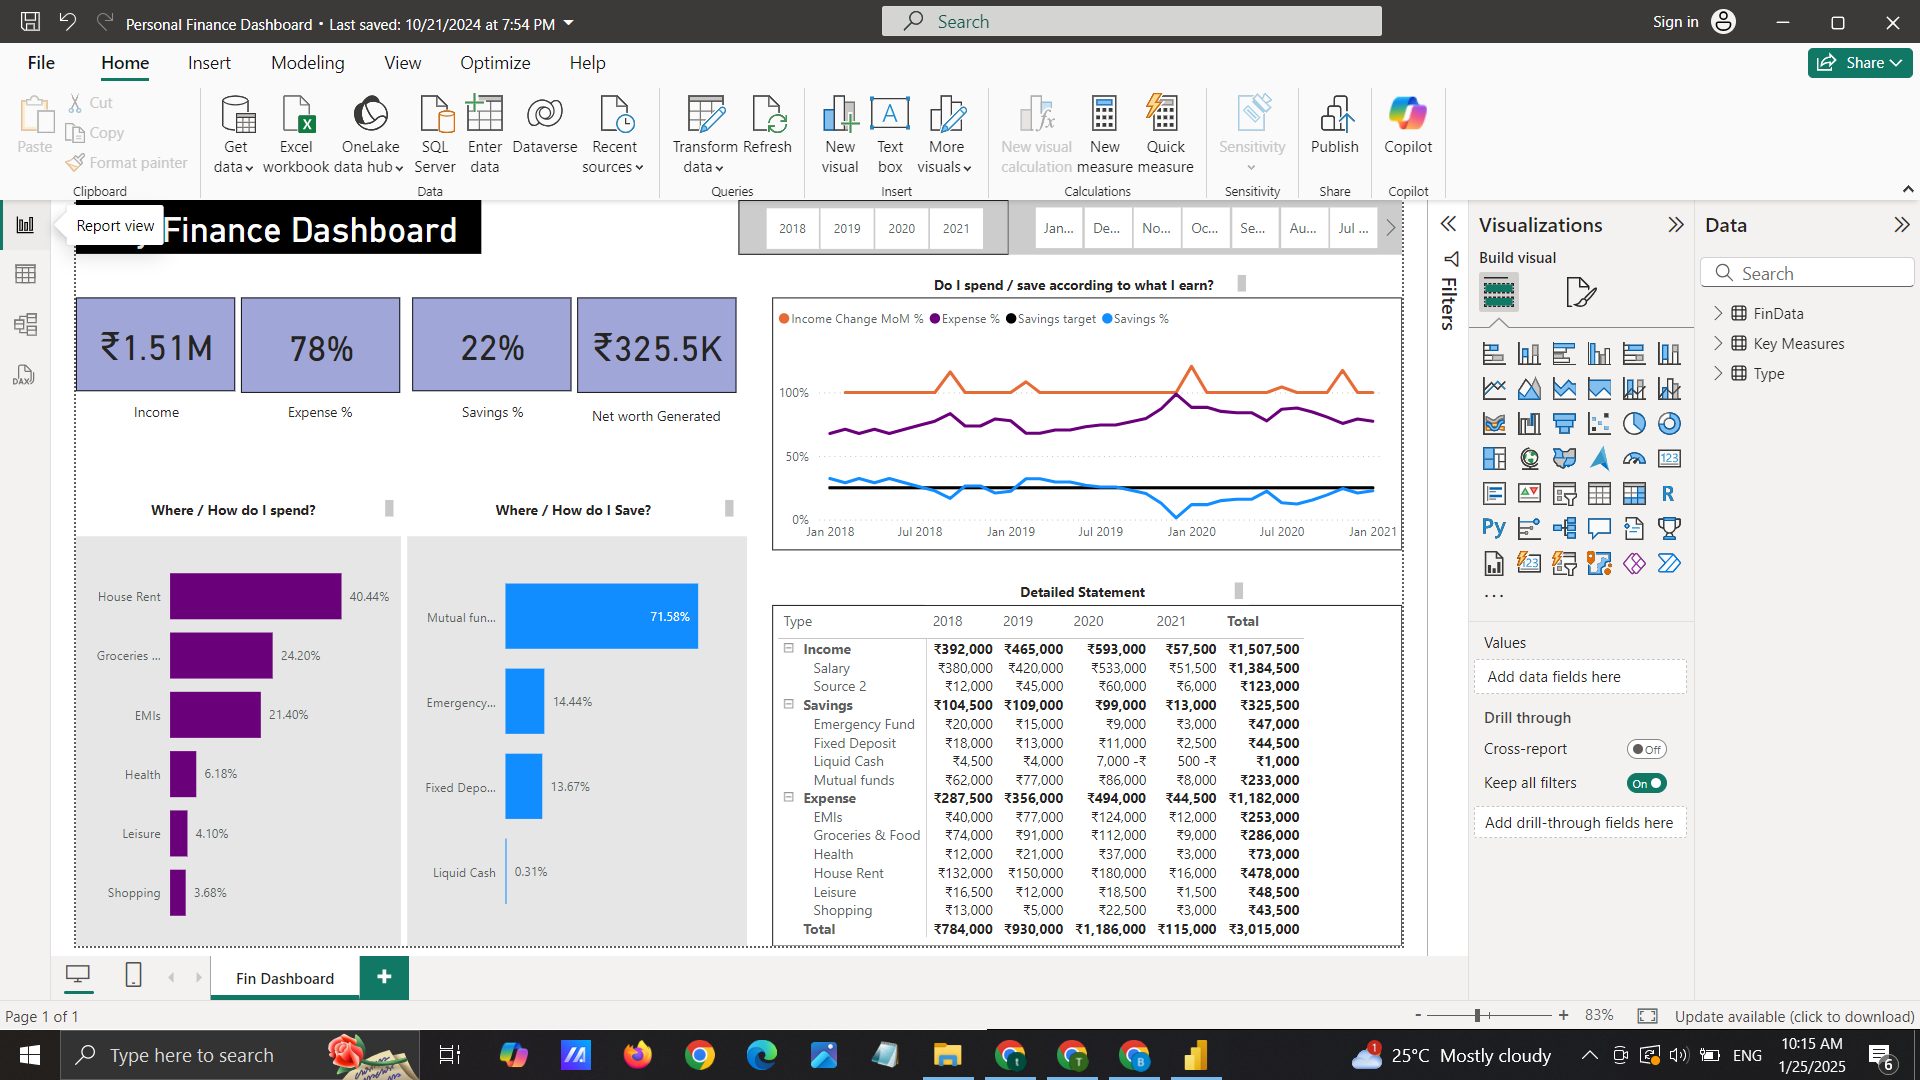 Personal Finance Dashboard • Last saved: 10/21/2024 at 7:54 PM
Search
Sign in
File Home Insert Modeling View Optimize Help
Share
Paste
Cut
Copy
Format painter
Clipboard
Get data
Excel workbook
OneLake data hub
SQL Server
Enter data
Dataverse
Recent sources
Data
Transform data
Refresh
Queries
New visual
Text box
More visuals
Insert
New visual calculation
New measure
Quick measure
Calculations
Sensitivity
Sensitivity
Publish
Share
Copilot
Copilot
Report view
Finance Dashboard
2018 2019 2020 2021
Jan... De... No... Oc... Se... Au... Jul ...
₹1.51M
Income
78%
Expense %
22%
Savings %
₹325.5K
Net worth Generated
Do I spend / save according to what I earn?
Income Change MoM % Expense % Savings target Savings %
100%
50%
0%
Jan 2018 Jul 2018 Jan 2019 Jul 2019 Jan 2020 Jul 2020 Jan 2021
Where / How do I spend?
House Rent 40.44%
Groceries ... 24.20%
EMIs 21.40%
Health 6.18%
Leisure 4.10%
Shopping 3.68%
Where / How do I Save?
Mutual fun... 71.58%
Emergency... 14.44%
Fixed Depo... 13.67%
Liquid Cash 0.31%
Detailed Statement
Type 2018 2019 2020 2021 Total
Income ₹392,000 ₹465,000 ₹593,000 ₹57,500 ₹1,507,500
Salary ₹380,000 ₹420,000 ₹533,000 ₹51,500 ₹1,384,500
Source 2 ₹12,000 ₹45,000 ₹60,000 ₹6,000 ₹123,000
Savings ₹104,500 ₹109,000 ₹99,000 ₹13,000 ₹325,500
Emergency Fund ₹20,000 ₹15,000 ₹9,000 ₹3,000 ₹47,000
Fixed Deposit ₹18,000 ₹13,000 ₹11,000 ₹2,500 ₹44,500
Liquid Cash ₹4,500 ₹4,000 7,000 -₹ 500 -₹ ₹1,000
Mutual funds ₹62,000 ₹77,000 ₹86,000 ₹8,000 ₹233,000
Expense ₹287,500 ₹356,000 ₹494,000 ₹44,500 ₹1,182,000
EMIs ₹40,000 ₹77,000 ₹124,000 ₹12,000 ₹253,000
Groceries & Food ₹74,000 ₹91,000 ₹112,000 ₹9,000 ₹286,000
Health ₹12,000 ₹21,000 ₹37,000 ₹3,000 ₹73,000
House Rent ₹132,000 ₹150,000 ₹180,000 ₹16,000 ₹478,000
Leisure ₹16,500 ₹12,000 ₹18,500 ₹1,500 ₹48,500
Shopping ₹13,000 ₹5,000 ₹22,500 ₹3,000 ₹43,500
Total ₹784,000 ₹930,000 ₹1,186,000 ₹115,000 ₹3,015,000
Filters
Visualizations
Build visual
123
R
Py
123
...
Values
Add data fields here
Drill through
Cross-report Off
Keep all filters On
Add drill-through fields here
Data
Search
FinData
Key Measures
Type
DAX
Fin Dashboard
+
Page 1 of 1
- + 83%
Update available (click to download)
Type here to search
1
25°C Mostly cloudy
ENG
10:15 AM
1/25/2025
6